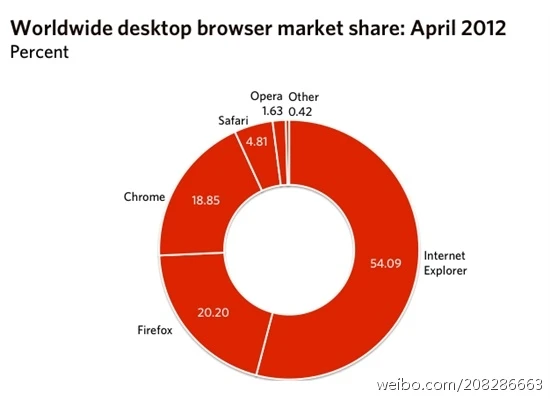 Worldwide desktop browser market share: April 2012
Percent
Opera
1.63
Other
0.42
Safari
4.81
Chrome
18.85
Internet
Explorer
54.09
Firefox
20.20
weibo.com/208286663